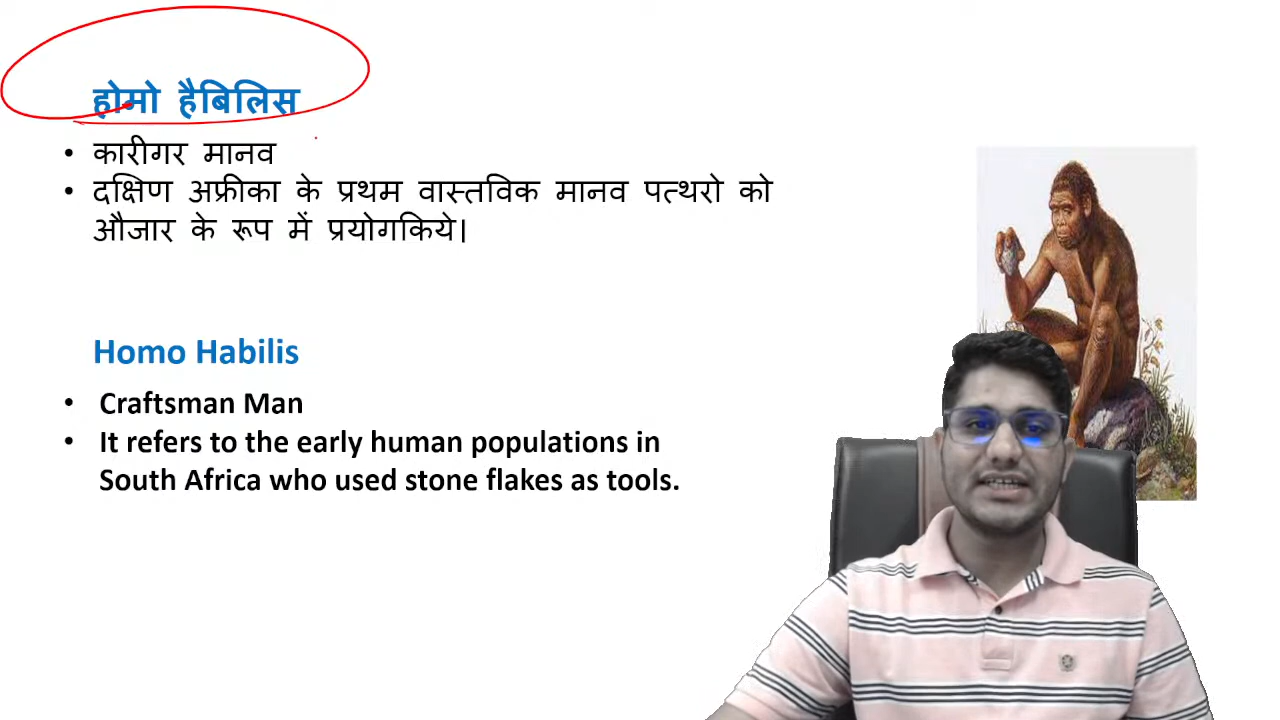 होमो हैबिलिस
• कारीगर मानव
• दक्षिण अफ्रीका के प्रथम वास्तविक मानव पत्थरो को
औजार के रूप में प्रयोगकिये।
Homo Habilis
• Craftsman Man
• It refers to the early human populations in
South Africa who used stone flakes as tools.